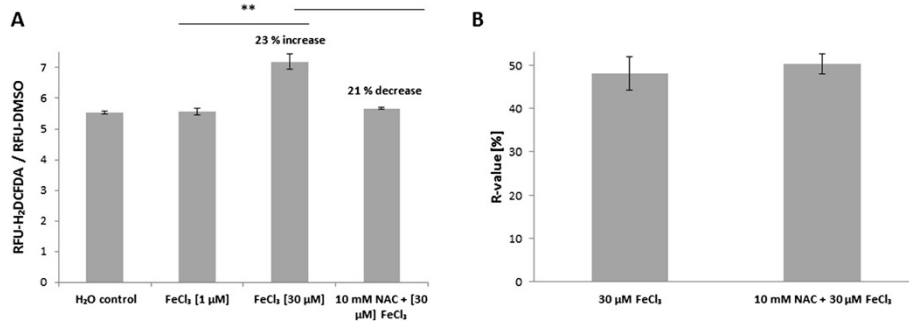 A
**
23 % increase
21 % decrease
RFU-H₂DCFDA / RFU-DMSO
7
6
5
4
3
2
1
0
H₂O control
FeCl₃ [1 µM]
FeCl₃ [30 µM]
10 mM NAC + [30
µM] FeCl₃
B
R-value [%]
50
40
30
20
10
0
30 µM FeCl₃
10 mM NAC + 30 µM FeCl₃